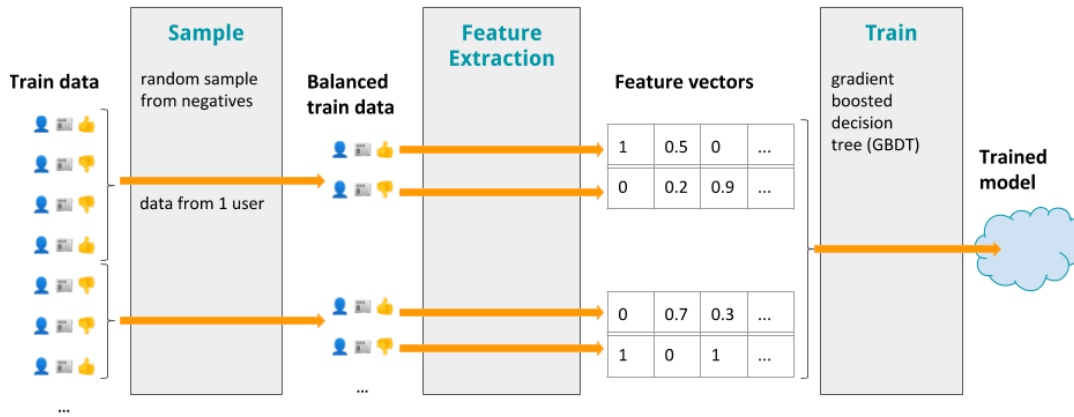 Sample
Feature
Extraction
Train
Train data
random sample
from negatives
Balanced
train data
Feature vectors
gradient
boosted
decision
tree (GBDT)
Trained
model
1 0.5 0 ...
0 0.2 0.9 ...
data from 1 user
0 0.7 0.3 ...
1 0 1 ...
...
...